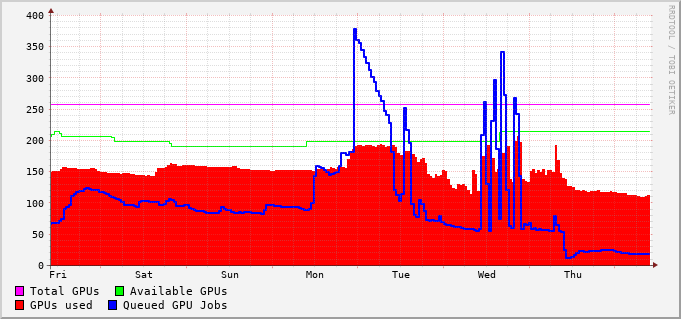 400
350
300
250
200
150
100
50
0
Fri Sat Sun Mon Tue Wed Thu
Total GPUs Available GPUs
GPUs used Queued GPU Jobs
RRDTOOL / TOBI OETIKER